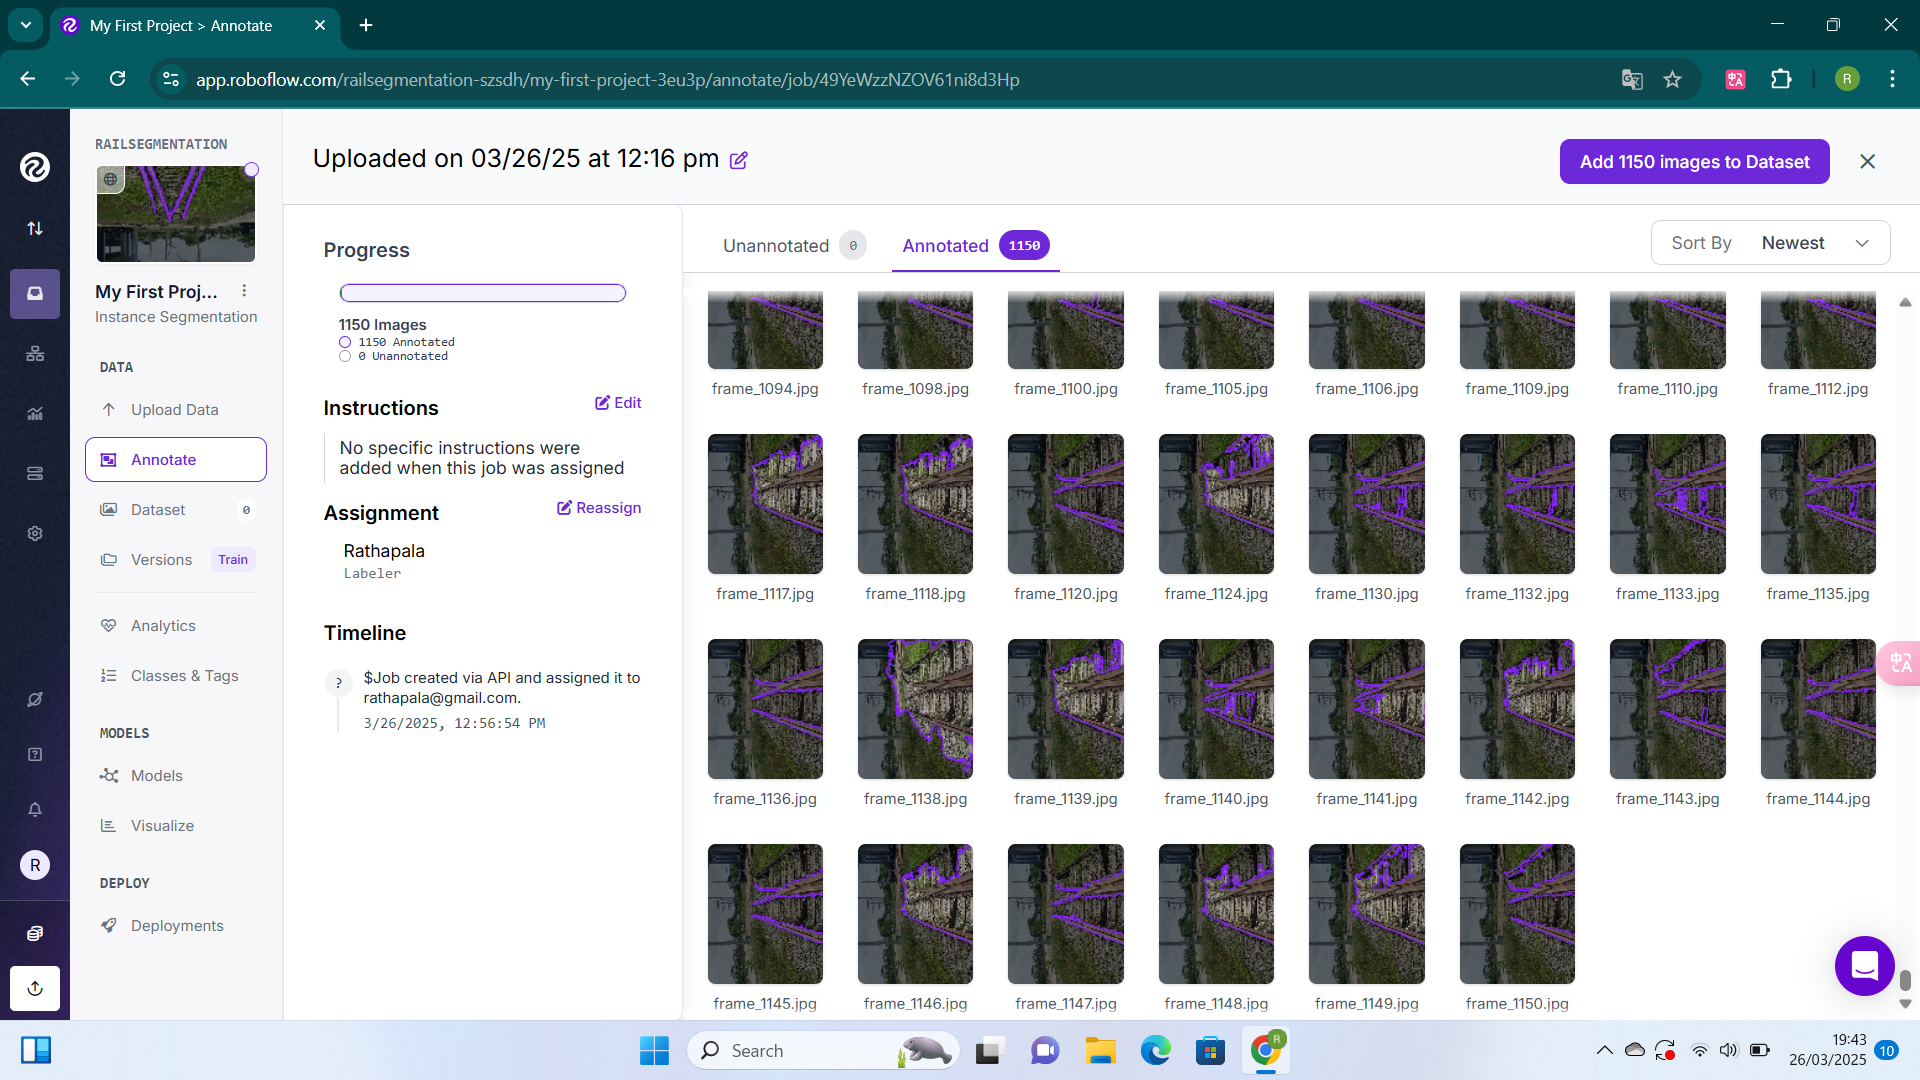 My First Project > Annotate
app.roboflow.com/railsegmentation-szsdh/my-first-project-3eu3p/annotate/job/49YeWzzNZOV61ni8d3Hp
R
RAILSEGMENTATION
My First Proj...
Instance Segmentation
DATA
Upload Data
Annotate
Dataset 0
Versions Train
Analytics
Classes & Tags
MODELS
Models
Visualize
DEPLOY
Deployments
R
Uploaded on 03/26/25 at 12:16 pm
Add 1150 images to Dataset
Progress
1150 Images
1150 Annotated
0 Unannotated
Instructions
Edit
No specific instructions were
added when this job was assigned
Assignment
Reassign
Rathapala
Labeler
Timeline
?
$Job created via API and assigned it to
rathapala@gmail.com.
3/26/2025, 12:56:54 PM
Unannotated 0
Annotated 1150
Sort By Newest
frame_1094.jpg frame_1098.jpg frame_1100.jpg frame_1105.jpg frame_1106.jpg frame_1109.jpg frame_1110.jpg frame_1112.jpg
frame_1117.jpg frame_1118.jpg frame_1120.jpg frame_1124.jpg frame_1130.jpg frame_1132.jpg frame_1133.jpg frame_1135.jpg
frame_1136.jpg frame_1138.jpg frame_1139.jpg frame_1140.jpg frame_1141.jpg frame_1142.jpg frame_1143.jpg frame_1144.jpg
frame_1145.jpg frame_1146.jpg frame_1147.jpg frame_1148.jpg frame_1149.jpg frame_1150.jpg
Search
R
19:43
26/03/2025
10